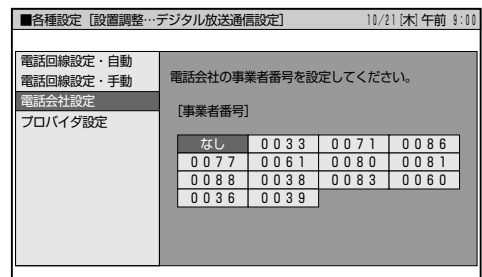 ■各種設定［設置調整…デジタル放送通信設定］ 10/21[木]午前 9:00
電話回線設定・自動
電話回線設定・手動
電話会社設定
プロバイダ設定
電話会社の事業者番号を設定してください。
［事業者番号］
なし 0033 0071 0086
0077 0061 0080 0081
0088 0038 0083 0060
0036 0039